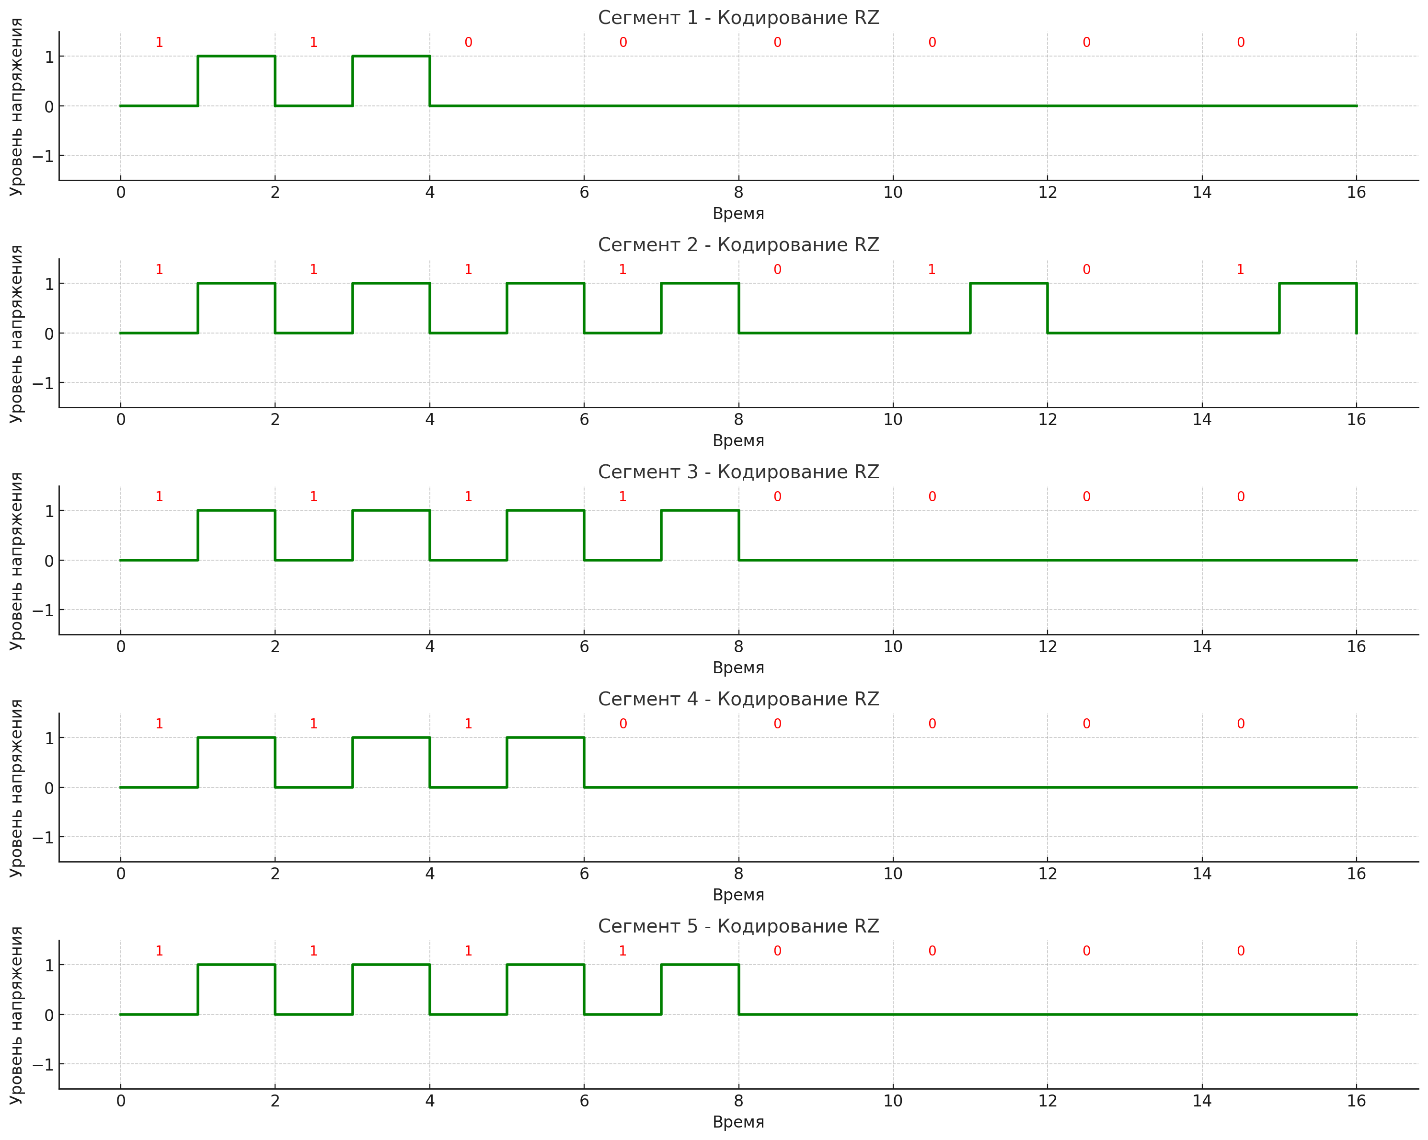 Сегмент 1 - Кодирование RZ
1 1 0 0 0 0 0 0
Уровень напряжения
1
0
−1
0 2 4 6 8 10 12 14 16
Время
Сегмент 2 - Кодирование RZ
1 1 1 1 0 1 0 1
Уровень напряжения
1
0
−1
0 2 4 6 8 10 12 14 16
Время
Сегмент 3 - Кодирование RZ
1 1 1 1 0 0 0 0
Уровень напряжения
1
0
−1
0 2 4 6 8 10 12 14 16
Время
Сегмент 4 - Кодирование RZ
1 1 1 0 0 0 0 0
Уровень напряжения
1
0
−1
0 2 4 6 8 10 12 14 16
Время
Сегмент 5 - Кодирование RZ
1 1 1 1 0 0 0 0
Уровень напряжения
1
0
−1
0 2 4 6 8 10 12 14 16
Время